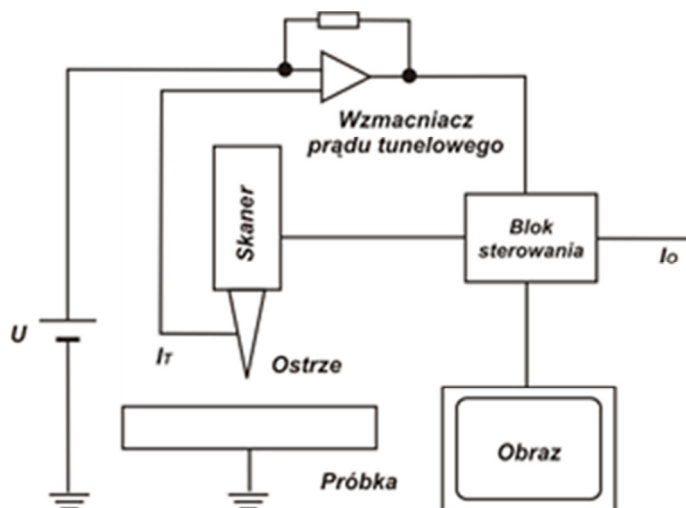 Wzmacniacz
prądu tunelowego
Skaner
Blok
sterowania
IO
U
IT
Ostrze
Próbka
Obraz